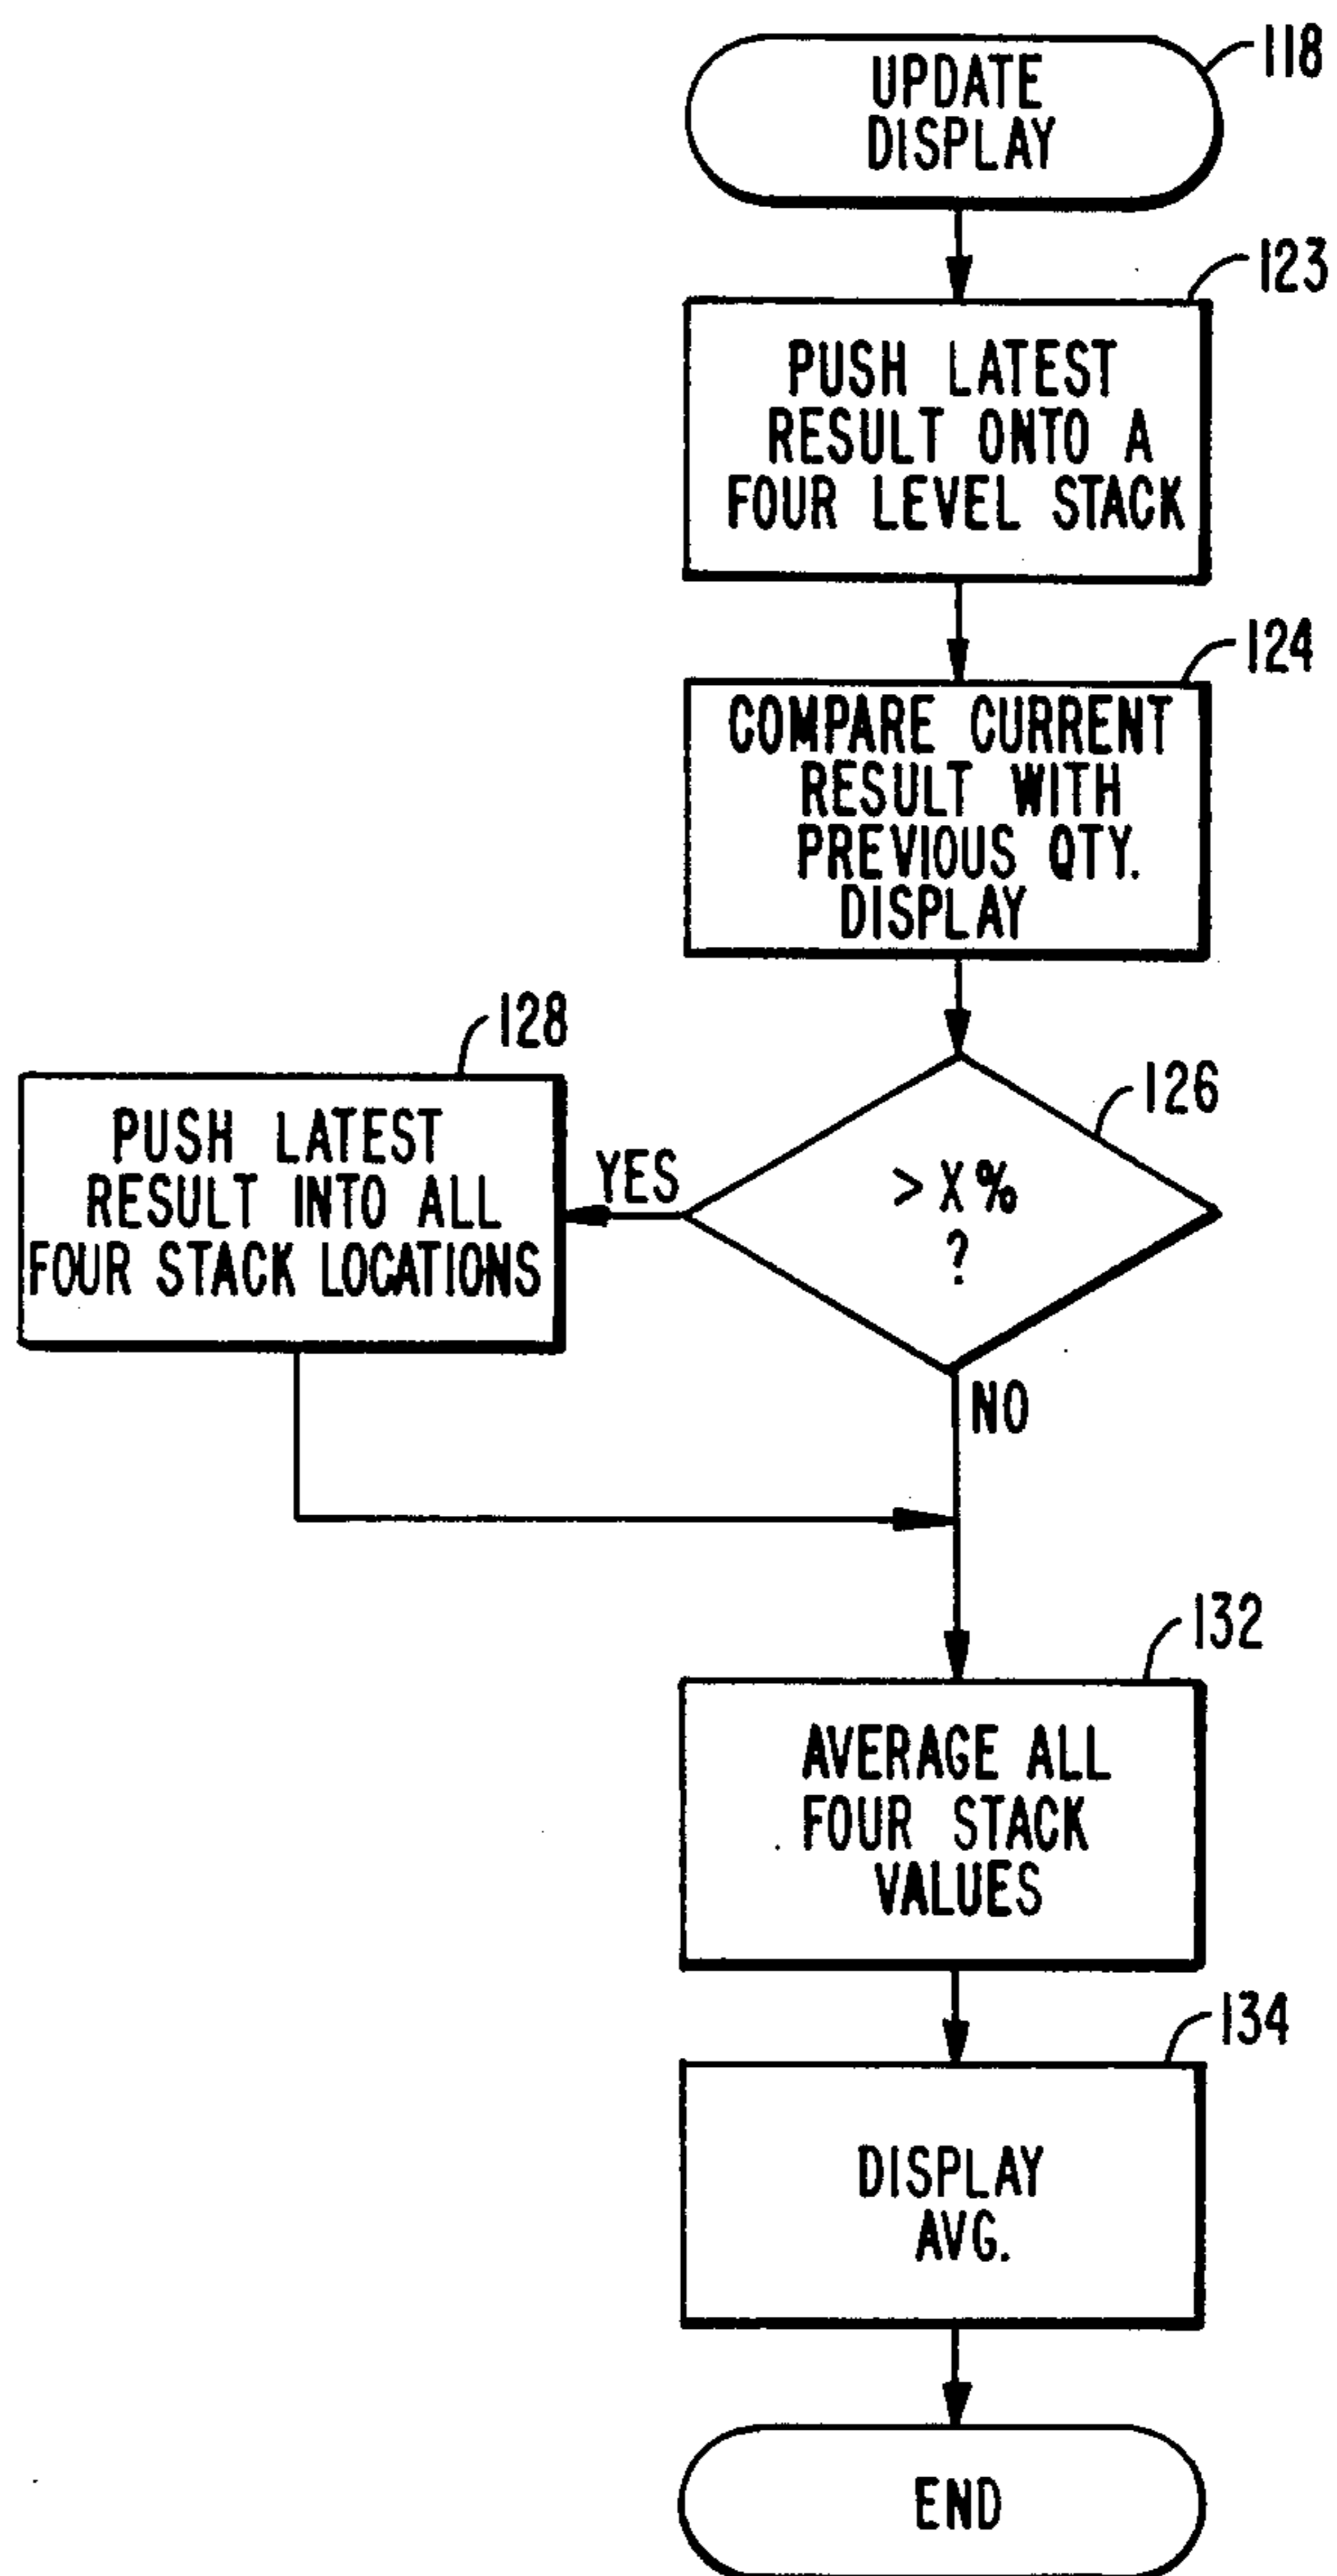 UPDATE
DISPLAY
118
123
PUSH LATEST
RESULT ONTO A
FOUR LEVEL STACK
124
COMPARE CURRENT
RESULT WITH
PREVIOUS QTY.
DISPLAY
128
126
PUSH LATEST
RESULT INTO ALL
FOUR STACK LOCATIONS
YES
> X %
?
NO
132
AVERAGE ALL
FOUR STACK
VALUES
134
DISPLAY
AVG.
END